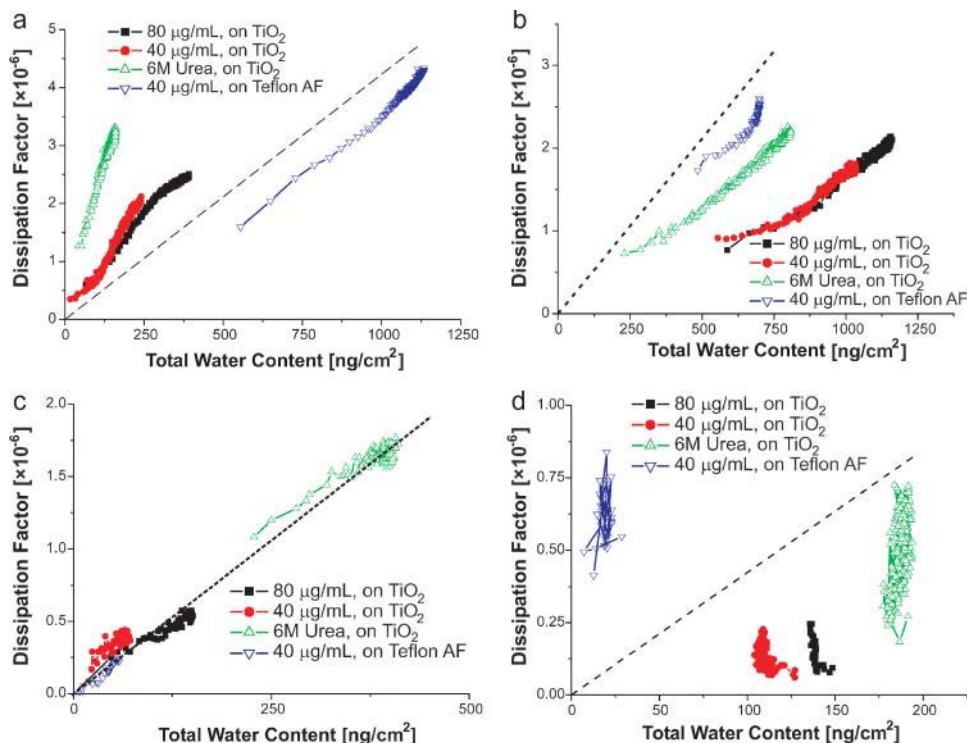 a
80 μg/mL, on TiO₂
40 μg/mL, on TiO₂
6M Urea, on TiO₂
40 μg/mL, on Teflon AF
Dissipation Factor [×10⁻⁶]
5
4
3
2
1
0
0 250 500 750 1000 1250
Total Water Content [ng/cm²]
b
Dissipation Factor [×10⁻⁶]
3
2
1
0
80 μg/mL, on TiO₂
40 μg/mL, on TiO₂
6M Urea, on TiO₂
40 μg/mL, on Teflon AF
250 500 750 1000 1250
Total Water Content [ng/cm²]
c
Dissipation Factor [×10⁻⁶]
2.0
1.5
1.0
0.5
0.0
80 μg/mL, on TiO₂
40 μg/mL, on TiO₂
6M Urea, on TiO₂
40 μg/mL, on Teflon AF
0 250 500
Total Water Content [ng/cm²]
d
80 μg/mL, on TiO₂
40 μg/mL, on TiO₂
6M Urea, on TiO₂
40 μg/mL, on Teflon AF
Dissipation Factor [×10⁻⁶]
1.00
0.75
0.50
0.25
0.00
0 50 100 150 200
Total Water Content [ng/cm²]